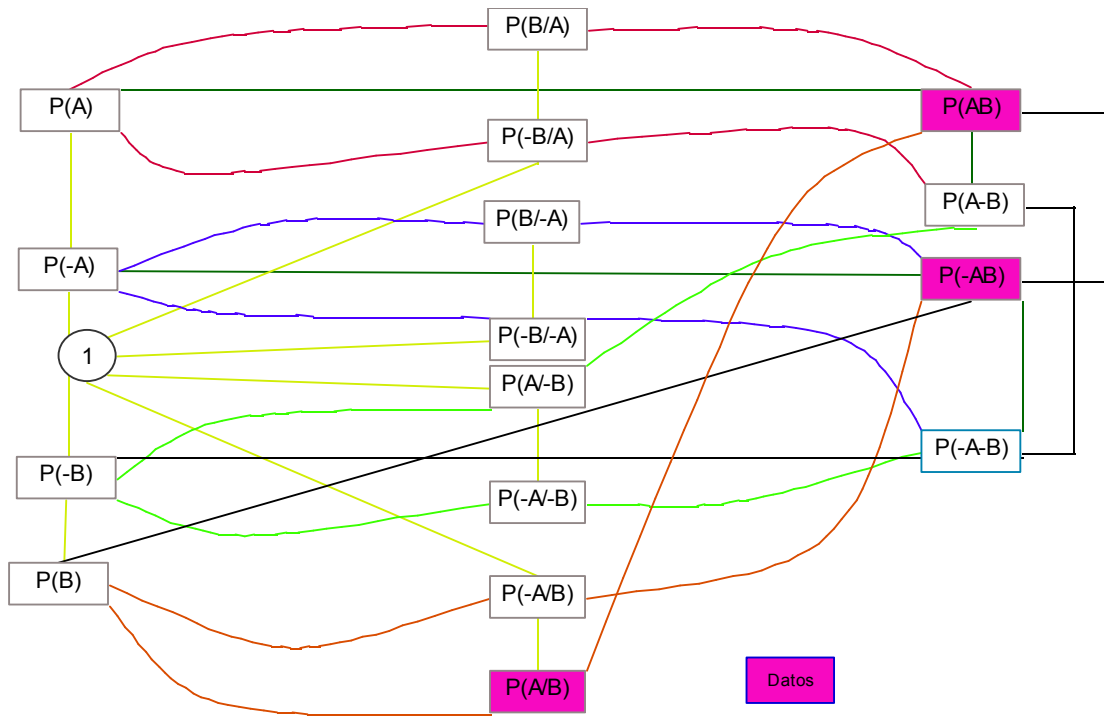 P(B/A)
P(A)
P(AB)
P(-B/A)
P(A-B)
P(B/-A)
P(-A)
P(-AB)
P(-B/-A)
1
P(A/-B)
P(-A-B)
P(-B)
P(-A/-B)
P(B)
P(-A/B)
P(A/B)
Datos